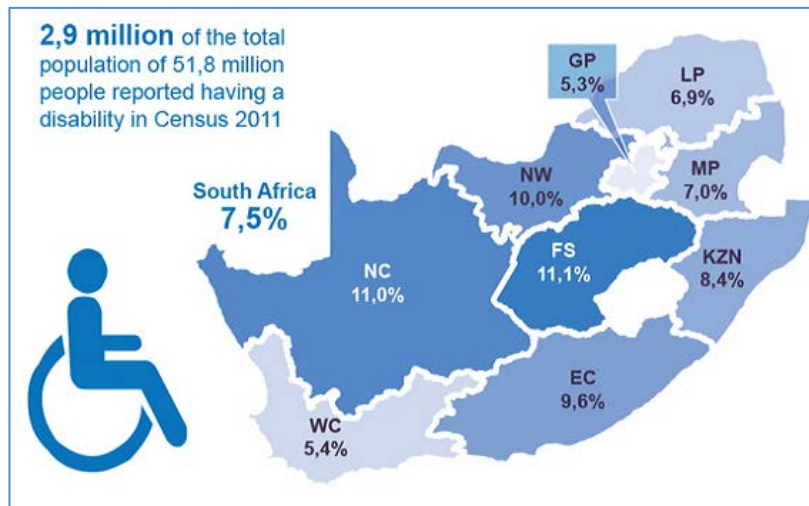 2,9 million of the total
population of 51,8 million
people reported having a
disability in Census 2011
South Africa
7,5%
GP
5,3%
LP
6,9%
NW
10,0%
MP
7,0%
NC
11,0%
FS
11,1%
KZN
8,4%
EC
9,6%
WC
5,4%